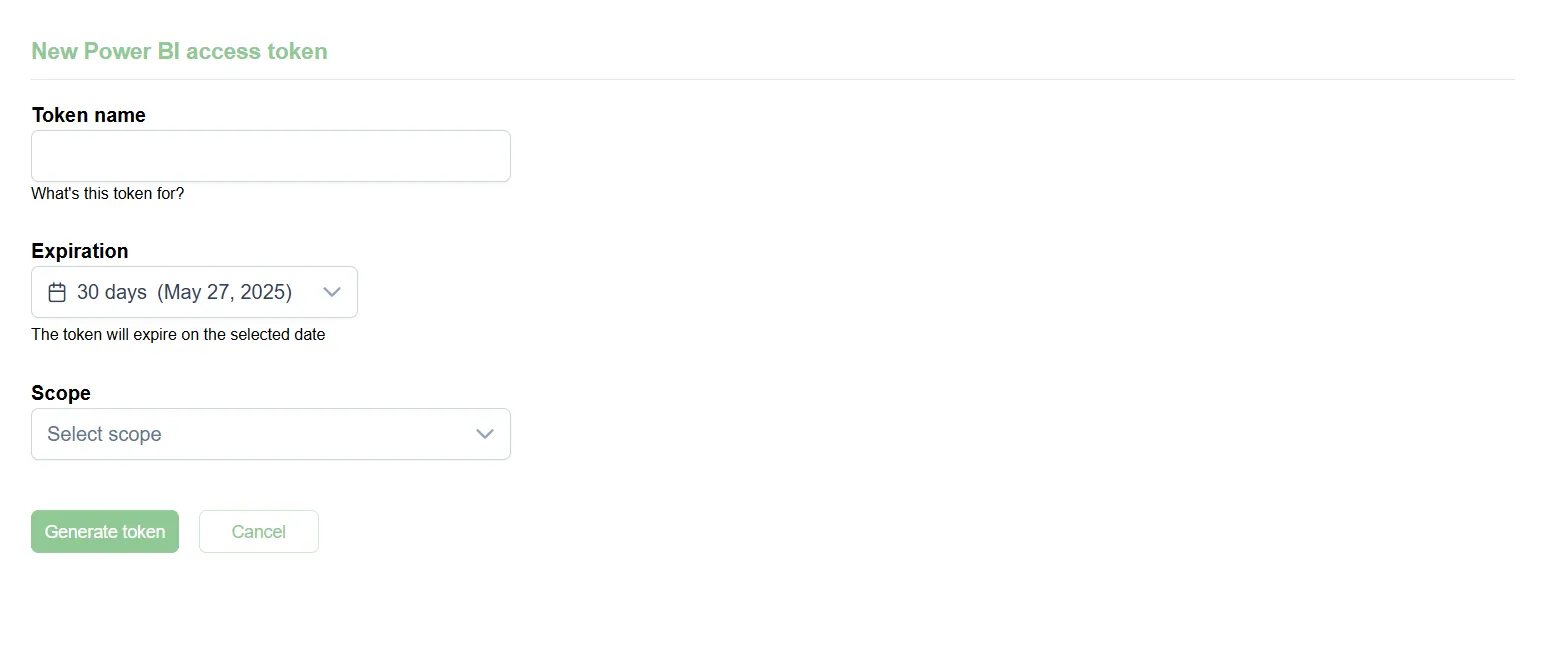 New Power BI access token
Token name
What's this token for?
Expiration
30 days (May 27, 2025)
The token will expire on the selected date
Scope
Select scope
Generate token Cancel